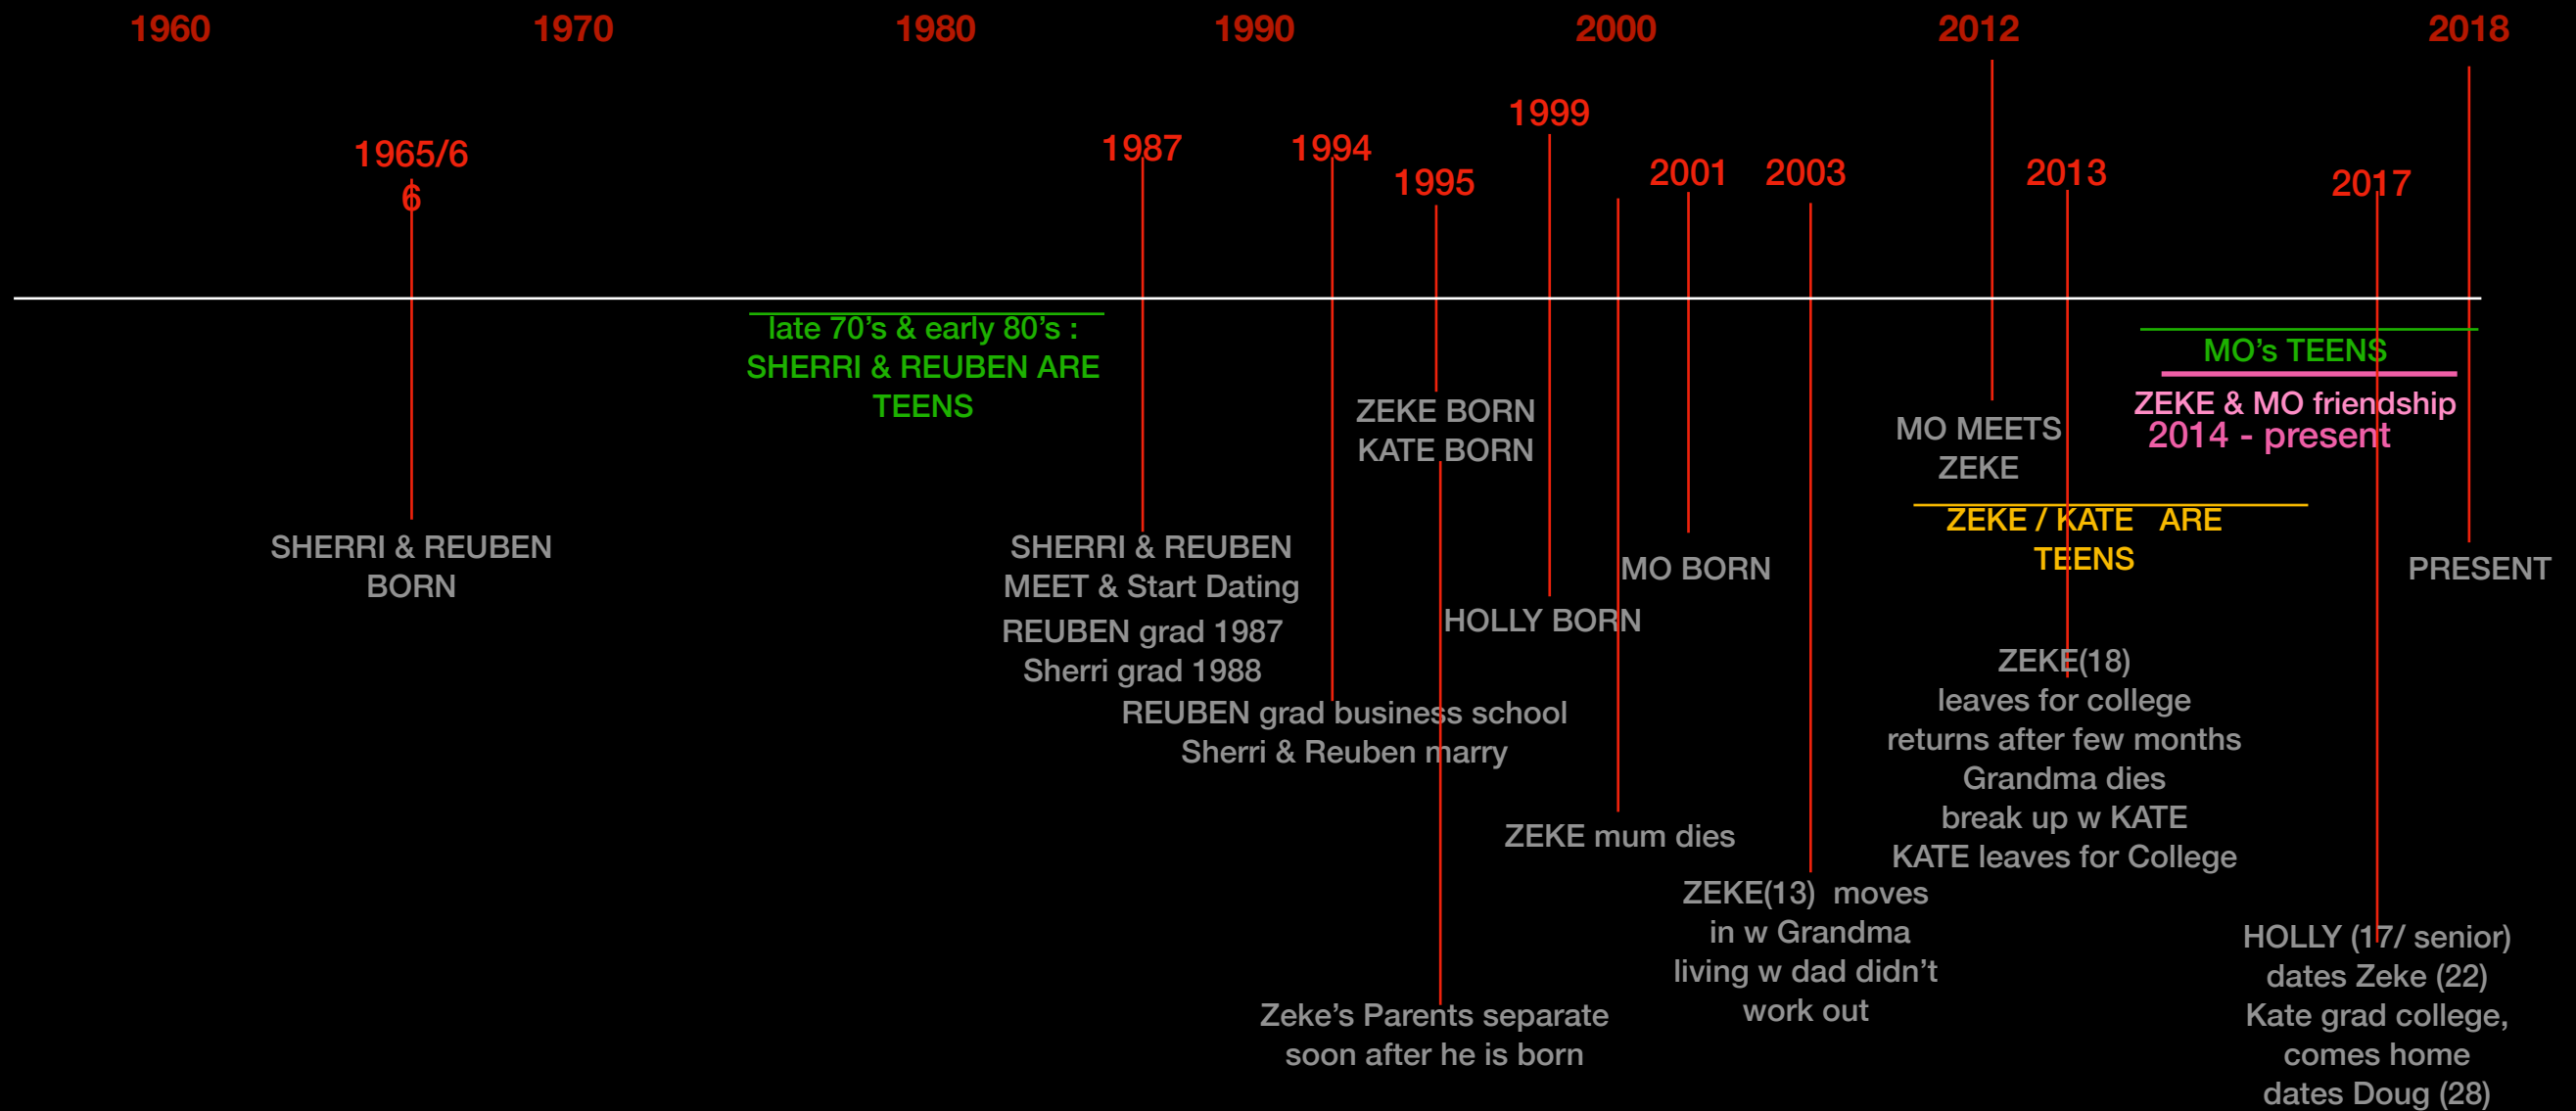 1960
1970
1980
1990
2000
2012
2018
1965/6
6
1987
1994
1995
1999
2001
2003
2013
2017
late 70’s & early 80’s :
SHERRI & REUBEN ARE
TEENS
MO’s TEENS
ZEKE & MO friendship
2014 - present
ZEKE BORN
KATE BORN
MO MEETS
ZEKE
ZEKE / KATE ARE
TEENS
SHERRI & REUBEN
BORN
SHERRI & REUBEN
MEET & Start Dating
REUBEN grad 1987
Sherri grad 1988
MO BORN
PRESENT
HOLLY BORN
REUBEN grad business school
Sherri & Reuben marry
ZEKE(18)
leaves for college
returns after few months
Grandma dies
break up w KATE
KATE leaves for College
ZEKE mum dies
ZEKE(13) moves
in w Grandma
living w dad didn’t
work out
Zeke’s Parents separate
soon after he is born
HOLLY (17/ senior)
dates Zeke (22)
Kate grad college,
comes home
dates Doug (28)